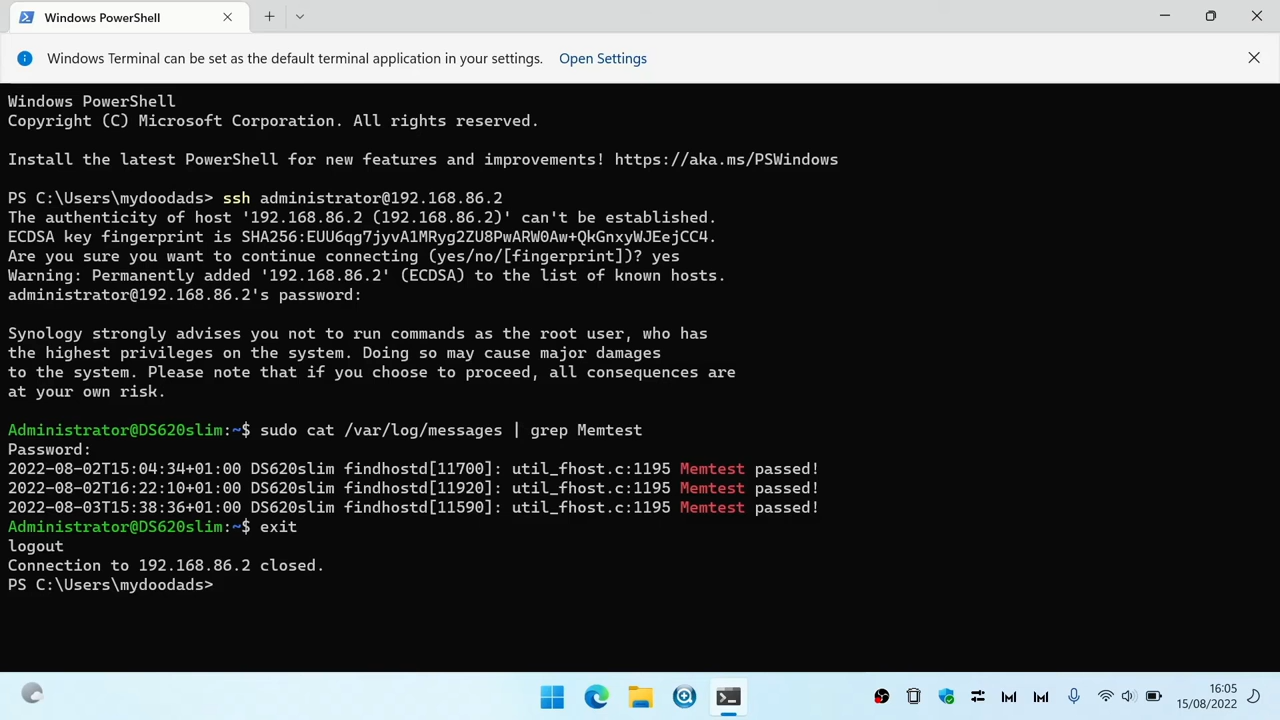 Windows PowerShell
Windows Terminal can be set as the default terminal application in your settings. Open Settings
Windows PowerShell
Copyright (C) Microsoft Corporation. All rights reserved.
Install the latest PowerShell for new features and improvements! https://aka.ms/PSWindows
PS C:\Users\mydoodads> ssh administrator@192.168.86.2
The authenticity of host '192.168.86.2 (192.168.86.2)' can't be established.
ECDSA key fingerprint is SHA256:EUU6qg7jyvA1MRyg2ZU8PwARW0Aw+QkGnxyWJEejCC4.
Are you sure you want to continue connecting (yes/no/[fingerprint])? yes
Warning: Permanently added '192.168.86.2' (ECDSA) to the list of known hosts.
administrator@192.168.86.2's password:
Synology strongly advises you not to run commands as the root user, who has
the highest privileges on the system. Doing so may cause major damages
to the system. Please note that if you choose to proceed, all consequences are
at your own risk.
Administrator@DS620slim:~$ sudo cat /var/log/messages | grep Memtest
Password:
2022-08-02T15:04:34+01:00 DS620slim findhostd[11700]: util_fhost.c:1195 Memtest passed!
2022-08-02T16:22:10+01:00 DS620slim findhostd[11920]: util_fhost.c:1195 Memtest passed!
2022-08-03T15:38:36+01:00 DS620slim findhostd[11590]: util_fhost.c:1195 Memtest passed!
Administrator@DS620slim:~$ exit
logout
Connection to 192.168.86.2 closed.
PS C:\Users\mydoodads>
16:05
15/08/2022